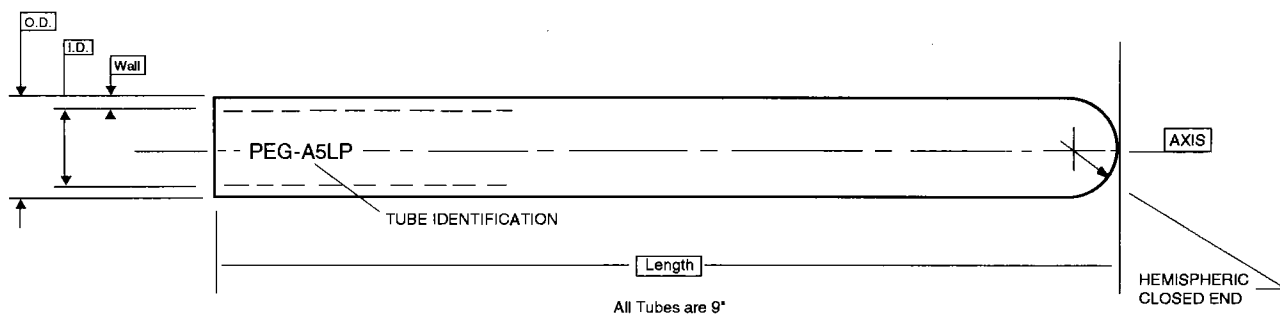 O.D.
I.D.
Wall
PEG-A5LP
AXIS
TUBE IDENTIFICATION
Length
HEMISPHERIC
CLOSED END
All Tubes are 9"